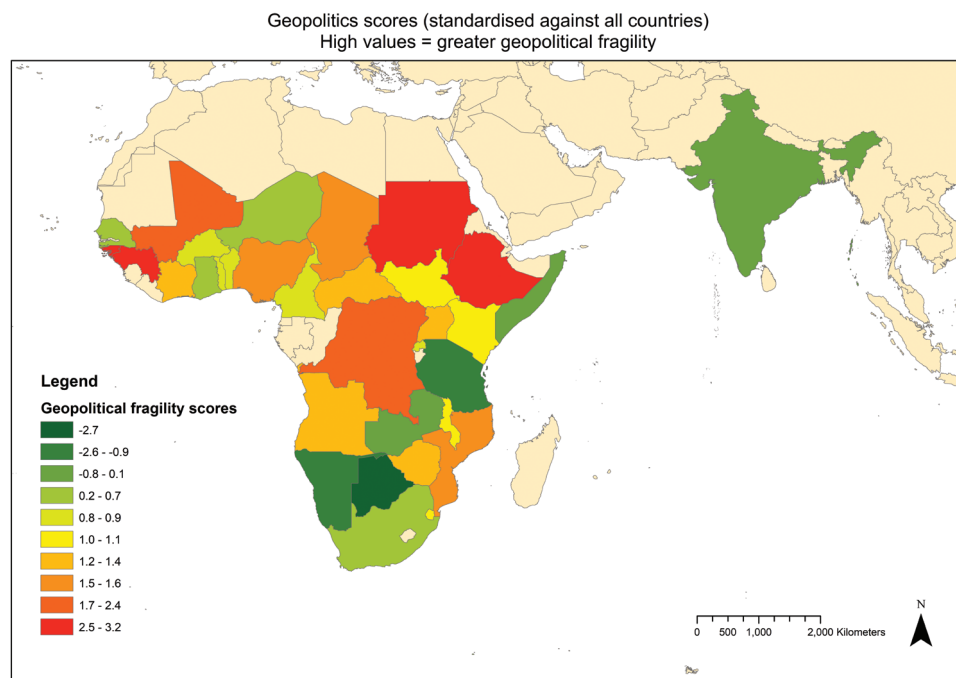 Geopolitics scores (standardised against all countries)
High values = greater geopolitical fragility
Legend
Geopolitical fragility scores
-2.7
-2.6 - -0.9
-0.8 - 0.1
0.2 - 0.7
0.8 - 0.9
1.0 - 1.1
1.2 - 1.4
1.5 - 1.6
1.7 - 2.4
2.5 - 3.2
N
0 500 1,000 2,000 Kilometers